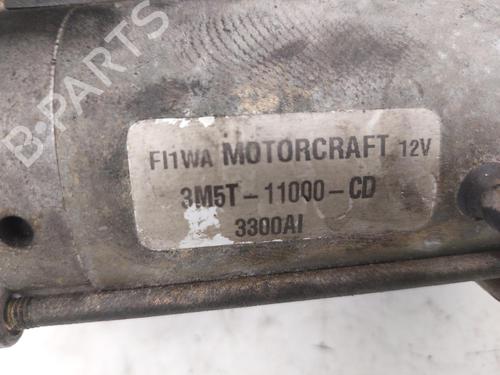 B-PARTS
FI1WA MOTORCRAFT 12V
3M5T-11000-CD
3300AI